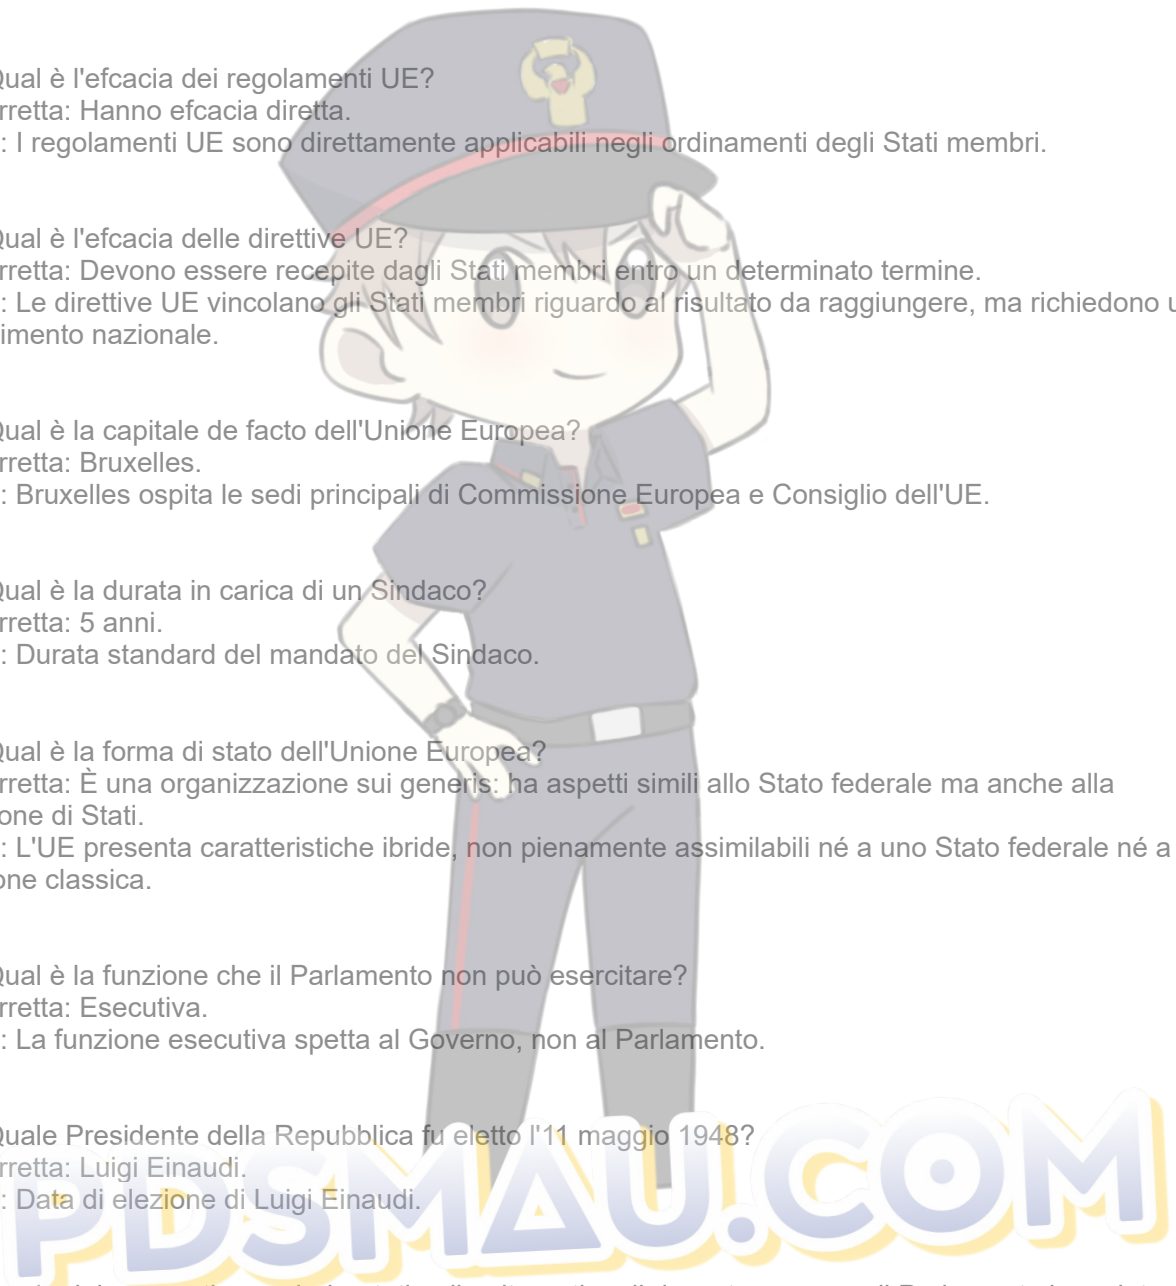 Qual è l'efcacia dei regolamenti UE?
rretta: Hanno efcacia diretta.
: I regolamenti UE sono direttamente applicabili negli ordinamenti degli Stati membri.
Qual è l'efcacia delle direttive UE?
rretta: Devono essere recepite dagli Stati membri entro un determinato termine.
: Le direttive UE vincolano gli Stati membri riguardo al risultato da raggiungere, ma richiedono u
imento nazionale.
Qual è la capitale de facto dell'Unione Europea?
rretta: Bruxelles.
: Bruxelles ospita le sedi principali di Commissione Europea e Consiglio dell'UE.
Qual è la durata in carica di un Sindaco?
rretta: 5 anni.
: Durata standard del mandato del Sindaco.
Qual è la forma di stato dell'Unione Europea?
rretta: È una organizzazione sui generis: ha aspetti simili allo Stato federale ma anche alla
one di Stati.
: L'UE presenta caratteristiche ibride, non pienamente assimilabili né a uno Stato federale né a
one classica.
Qual è la funzione che il Parlamento non può esercitare?
rretta: Esecutiva.
: La funzione esecutiva spetta al Governo, non al Parlamento.
Quale Presidente della Repubblica fu eletto l'11 maggio 1948?
rretta: Luigi Einaudi.
: Data di elezione di Luigi Einaudi.
PDSMAU.COM